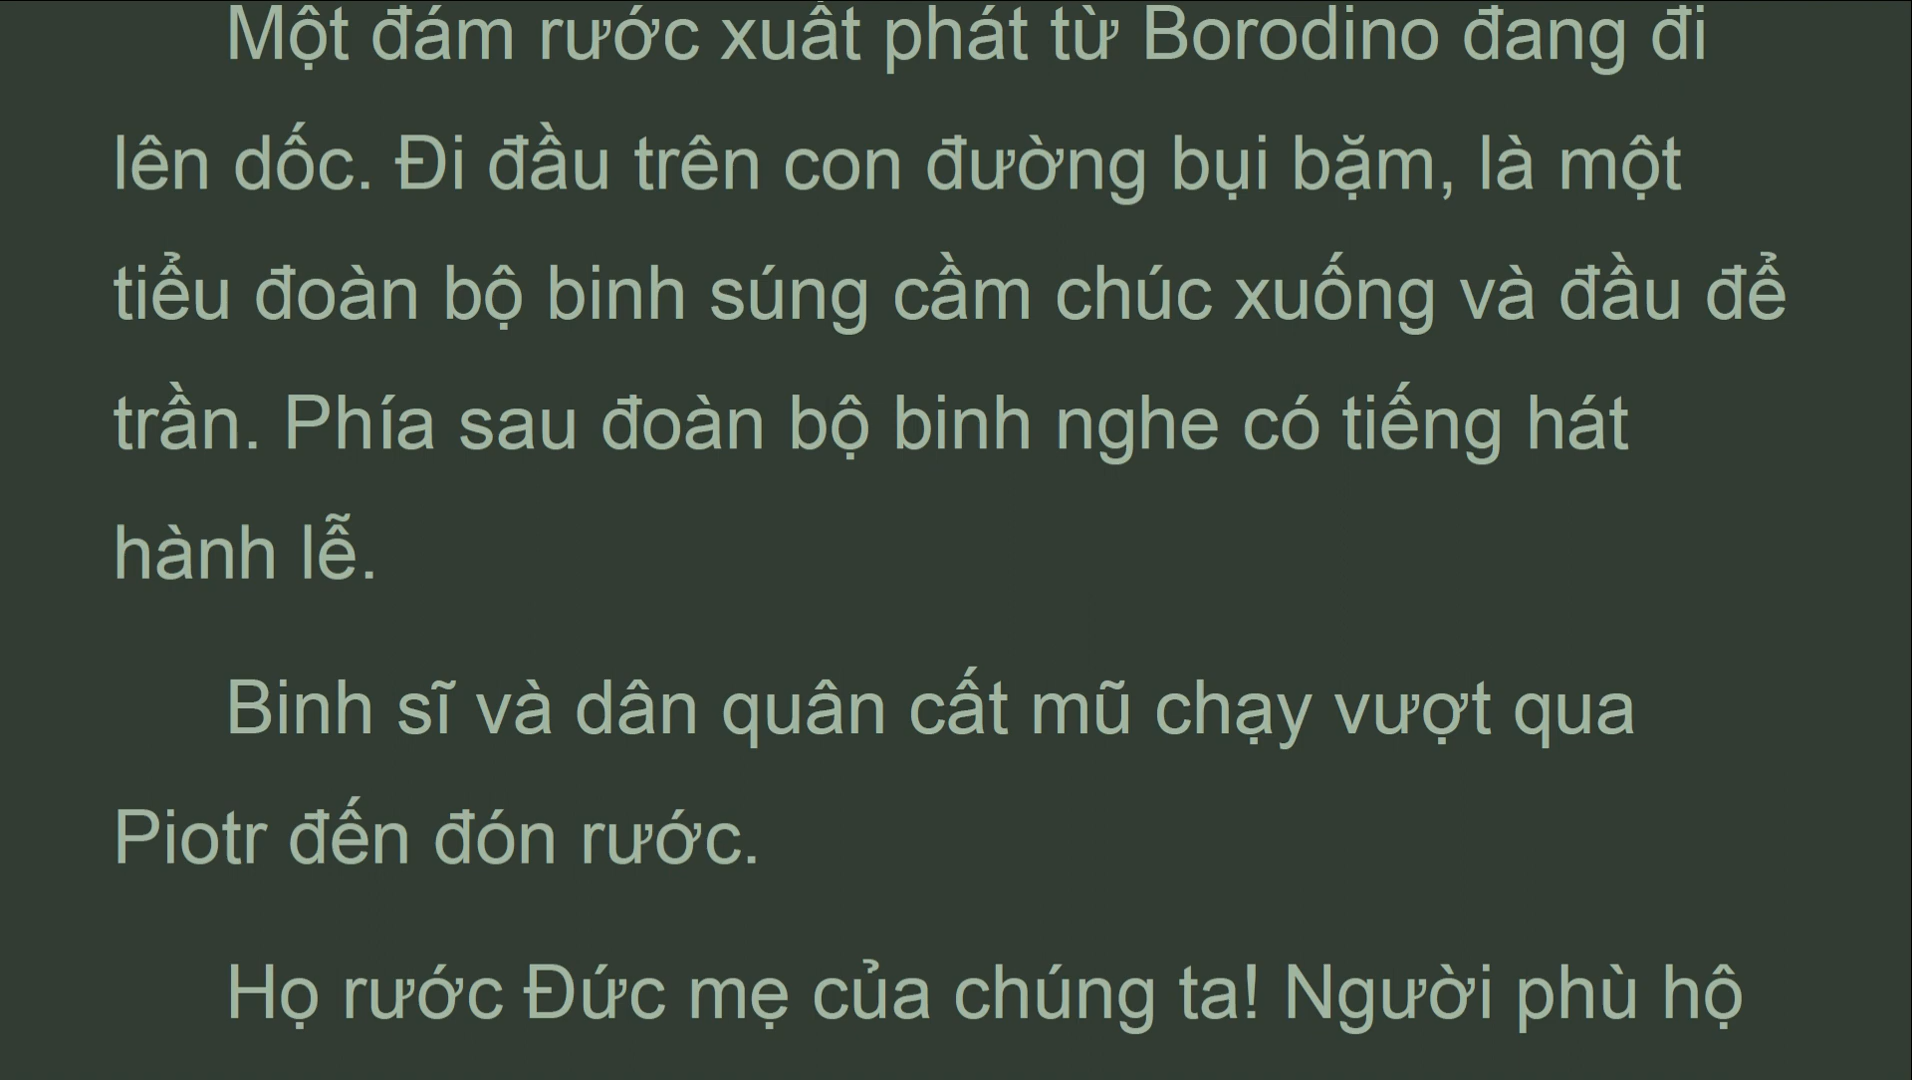 Một đám rước xuất phát từ Borodino đang đi
lên dốc. Đi đầu trên con đường bụi bặm, là một
tiểu đoàn bộ binh súng cầm chúc xuống và đầu để
trần. Phía sau đoàn bộ binh nghe có tiếng hát
hành lễ.
Binh sĩ và dân quân cất mũ chạy vượt qua
Piotr đến đón rước.
Họ rước Đức mẹ của chúng ta! Người phù hộ